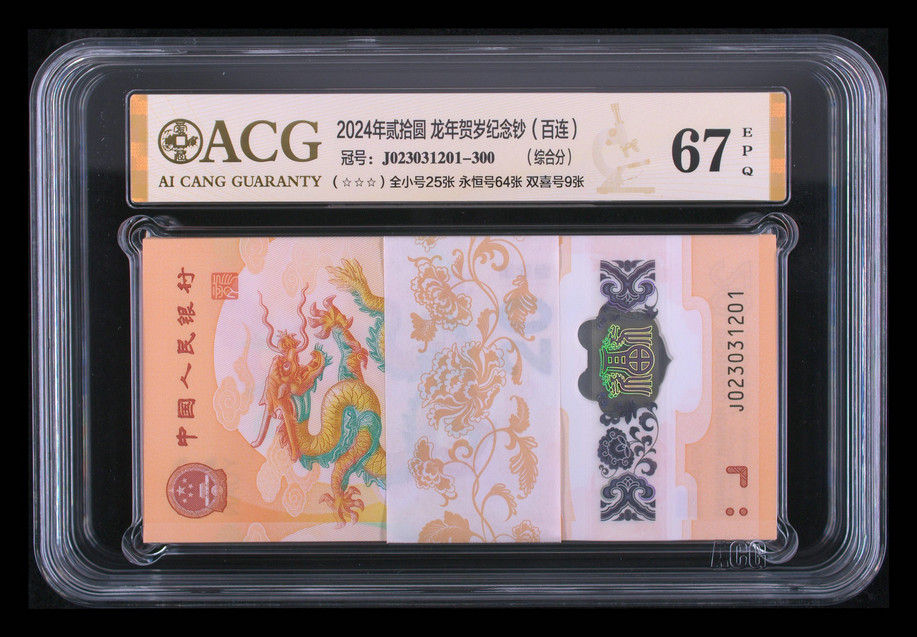 ACG
AI CANG GUARANTY
2024年贰拾圆 龙年贺岁纪念钞（百连）
冠号：J023031201-300 （综合分）
（☆☆☆）全小号25张 永恒号64张 双喜号9张
67
EPQ
中国人民银行
J023031201
ACG